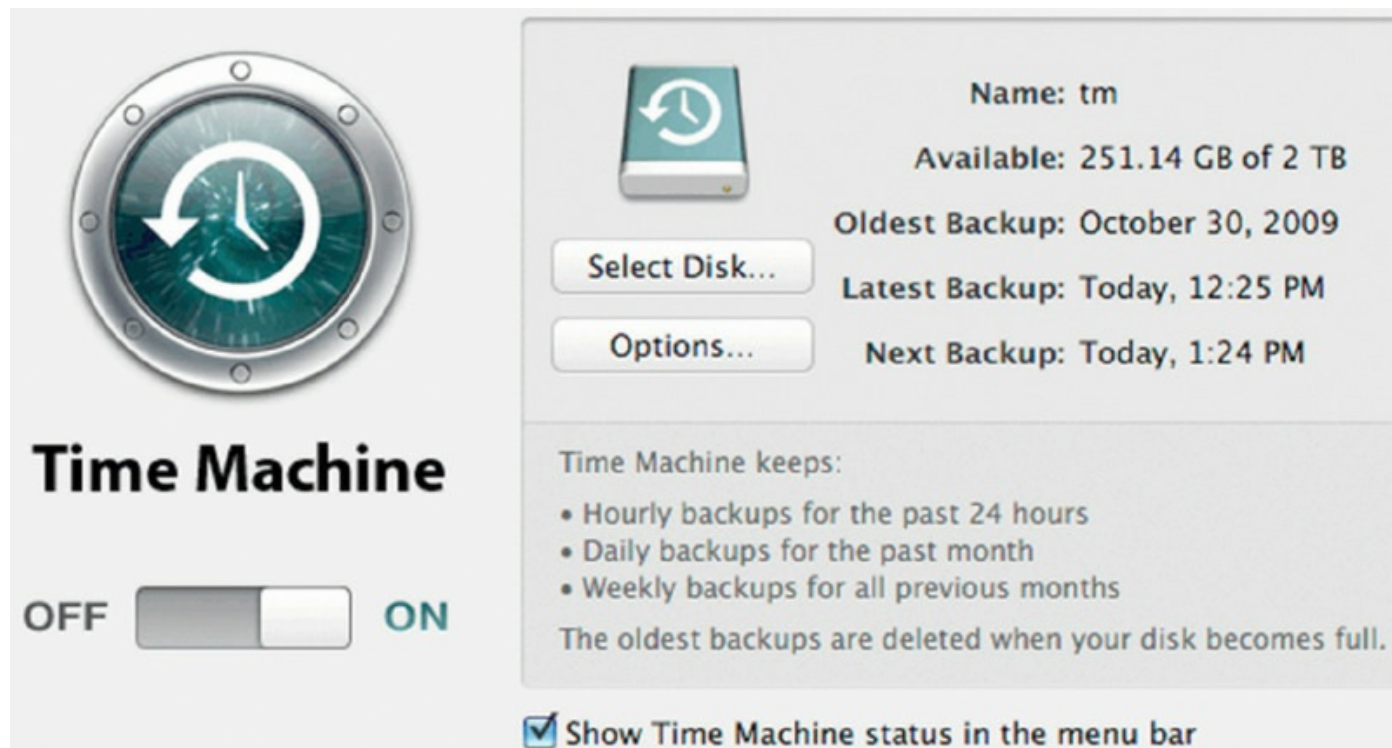 Time Machine
OFF ON
Select Disk...
Options...
Name: tm
Available: 251.14 GB of 2 TB
Oldest Backup: October 30, 2009
Latest Backup: Today, 12:25 PM
Next Backup: Today, 1:24 PM
Time Machine keeps:
• Hourly backups for the past 24 hours
• Daily backups for the past month
• Weekly backups for all previous months
The oldest backups are deleted when your disk becomes full.
Show Time Machine status in the menu bar